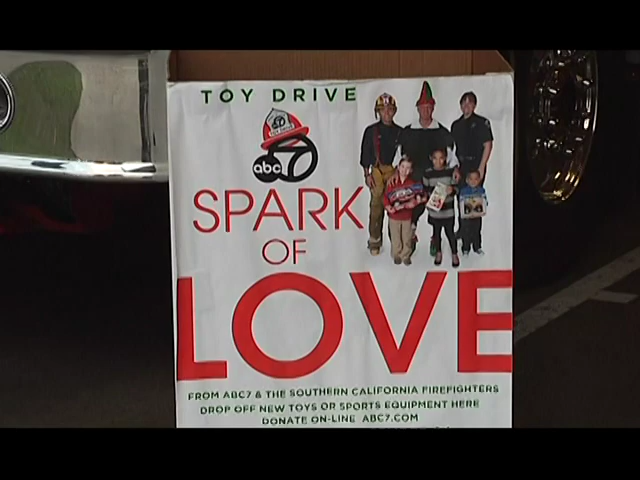 TOY DRIVE
abc 7
SPARK
OF
LOVE
FROM ABC7 & THE SOUTHERN CALIFORNIA FIREFIGHTERS
DROP OFF NEW TOYS OR SPORTS EQUIPMENT HERE
DONATE ON-LINE ABC7.COM